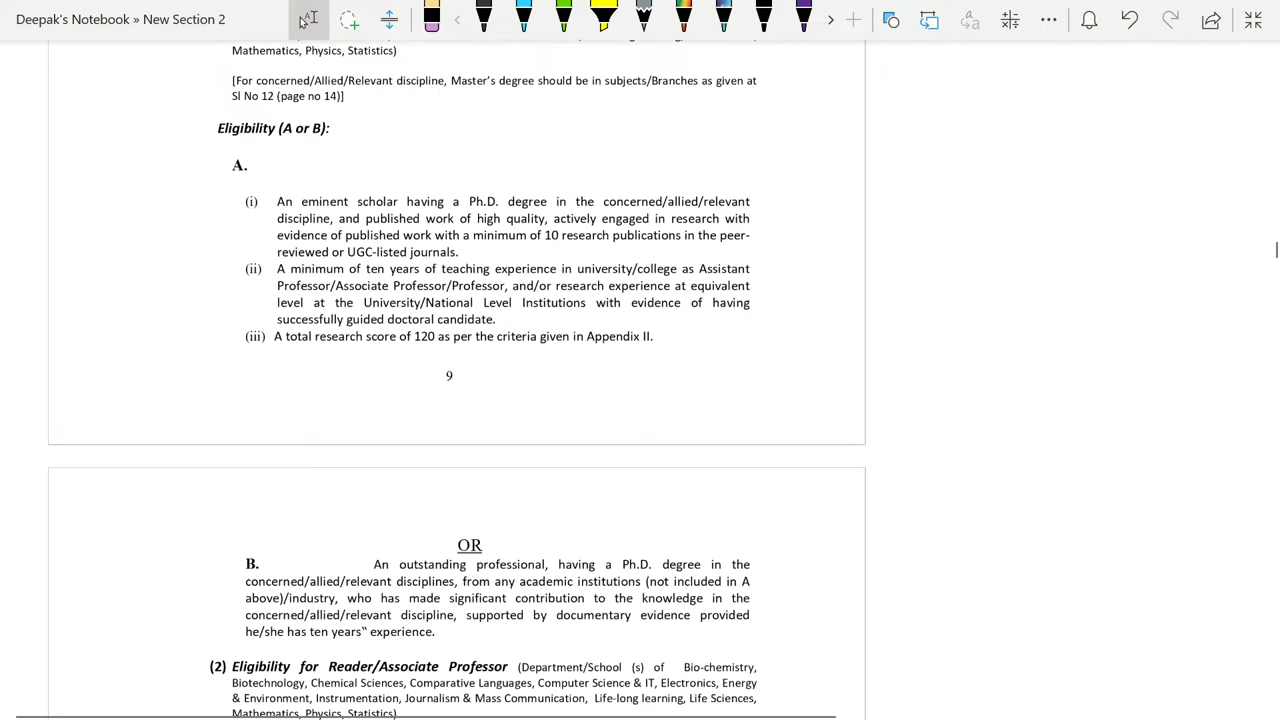 Deepak's Notebook » New Section 2
Mathematics, Physics, Statistics)
[For concerned/Allied/Relevant discipline, Master's degree should be in subjects/Branches as given at
Sl No 12 (page no 14)]
Eligibility (A or B):
A.
(i) An eminent scholar having a Ph.D. degree in the concerned/allied/relevant
discipline, and published work of high quality, actively engaged in research with
evidence of published work with a minimum of 10 research publications in the peer-
reviewed or UGC-listed journals.
(ii) A minimum of ten years of teaching experience in university/college as Assistant
Professor/Associate Professor/Professor, and/or research experience at equivalent
level at the University/National Level Institutions with evidence of having
successfully guided doctoral candidate.
(iii) A total research score of 120 as per the criteria given in Appendix II.
9
OR
B. An outstanding professional, having a Ph.D. degree in the
concerned/allied/relevant disciplines, from any academic institutions (not included in A
above)/industry, who has made significant contribution to the knowledge in the
concerned/allied/relevant discipline, supported by documentary evidence provided
he/she has ten years‟ experience.
(2) Eligibility for Reader/Associate Professor (Department/School (s) of Bio-chemistry,
Biotechnology, Chemical Sciences, Comparative Languages, Computer Science & IT, Electronics, Energy
& Environment, Instrumentation, Journalism & Mass Communication, Life-long learning, Life Sciences,
Mathematics, Physics, Statistics)